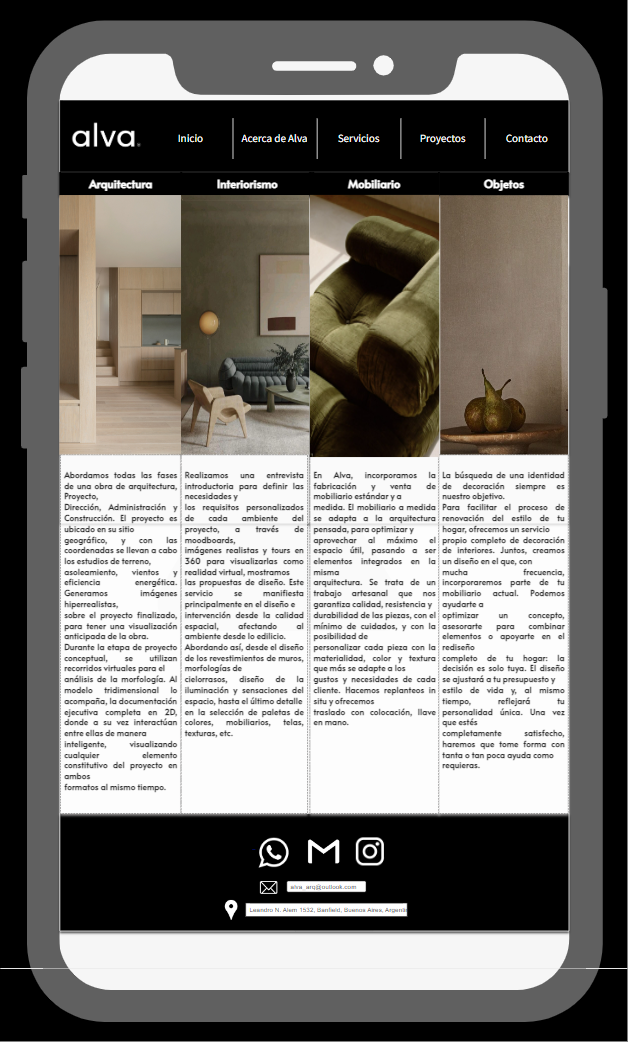 alva.
Inicio
Acerca de Alva
Servicios
Proyectos
Contacto
Arquitectura
Interiorismo
Mobiliario
Objetos
Abordamos todas las fases
de una obra de arquitectura,
Proyecto,
Dirección, Administración y
Construcción. El proyecto es
ubicado en su sitio
geográfico, y con las
coordenadas se llevan a cabo
los estudios de terreno,
asoleamiento, vientos y
eficiencia energética.
Generamos imágenes
hiperrealistas,
sobre el proyecto finalizado,
para tener una visualización
anticipada de la obra.
Durante la etapa de proyecto
conceptual, se utilizan
recorridos virtuales para el
análisis de la morfología. Al
modelo tridimensional lo
acompaña, la documentación
ejecutiva completa en 2D,
donde a su vez interactúan
entre ellas de manera
inteligente, visualizando
cualquier elemento
constitutivo del proyecto en
ambos
formatos al mismo tiempo.
Realizamos una entrevista
introductoria para definir las
necesidades y
los requisitos personalizados
de cada ambiente del
proyecto, a través de
moodboards,
imágenes realistas y tours en
360 para visualizarlas como
realidad virtual, mostramos
las propuestas de diseño. Este
servicio se manifiesta
principalmente en el diseño e
intervención desde la calidad
espacial, afectando al
ambiente desde lo edilicio.
Abordando así, desde el diseño
de los revestimientos de muros,
morfologías de
cielorrasos, diseño de la
iluminación y sensaciones del
espacio, hasta el último detalle
en la selección de paletas de
colores, mobiliarios, telas,
texturas, etc.
En Alva, incorporamos la
fabricación y venta de
mobiliario estándar y a
medida. El mobiliario a medida
se adapta a la arquitectura
pensada, para optimizar y
aprovechar al máximo el
espacio útil, pasando a ser
elementos integrados en la
misma
arquitectura. Se trata de un
trabajo artesanal que nos
garantiza calidad, resistencia y
durabilidad de las piezas, con el
mínimo de cuidados, y con la
posibilidad de
personalizar cada pieza con la
materialidad, color y textura
que más se adapte a los
gustos y necesidades de cada
cliente. Hacemos replanteos in
situ y ofrecemos
traslado con colocación, llave
en mano.
La búsqueda de una identidad
de decoración siempre es
nuestro objetivo.
Para facilitar el proceso de
renovación del estilo de tu
hogar, ofrecemos un servicio
propio completo de decoración
de interiores. Juntos, creamos
un diseño en el que, con
mucha frecuencia,
incorporaremos parte de tu
mobiliario actual. Podemos
ayudarte a
optimizar un concepto,
asesorarte para combinar
elementos o apoyarte en el
rediseño
completo de tu hogar: la
decisión es solo tuya. El diseño
se ajustará a tu presupuesto y
estilo de vida y, al mismo
tiempo, reflejará tu
personalidad única. Una vez
que estés
completamente satisfecho,
haremos que tome forma con
tanta o tan poca ayuda como
requieras.
alva_arq@outlook.com
Leandro N. Alem 1532, Banfield, Buenos Aires, Argentin